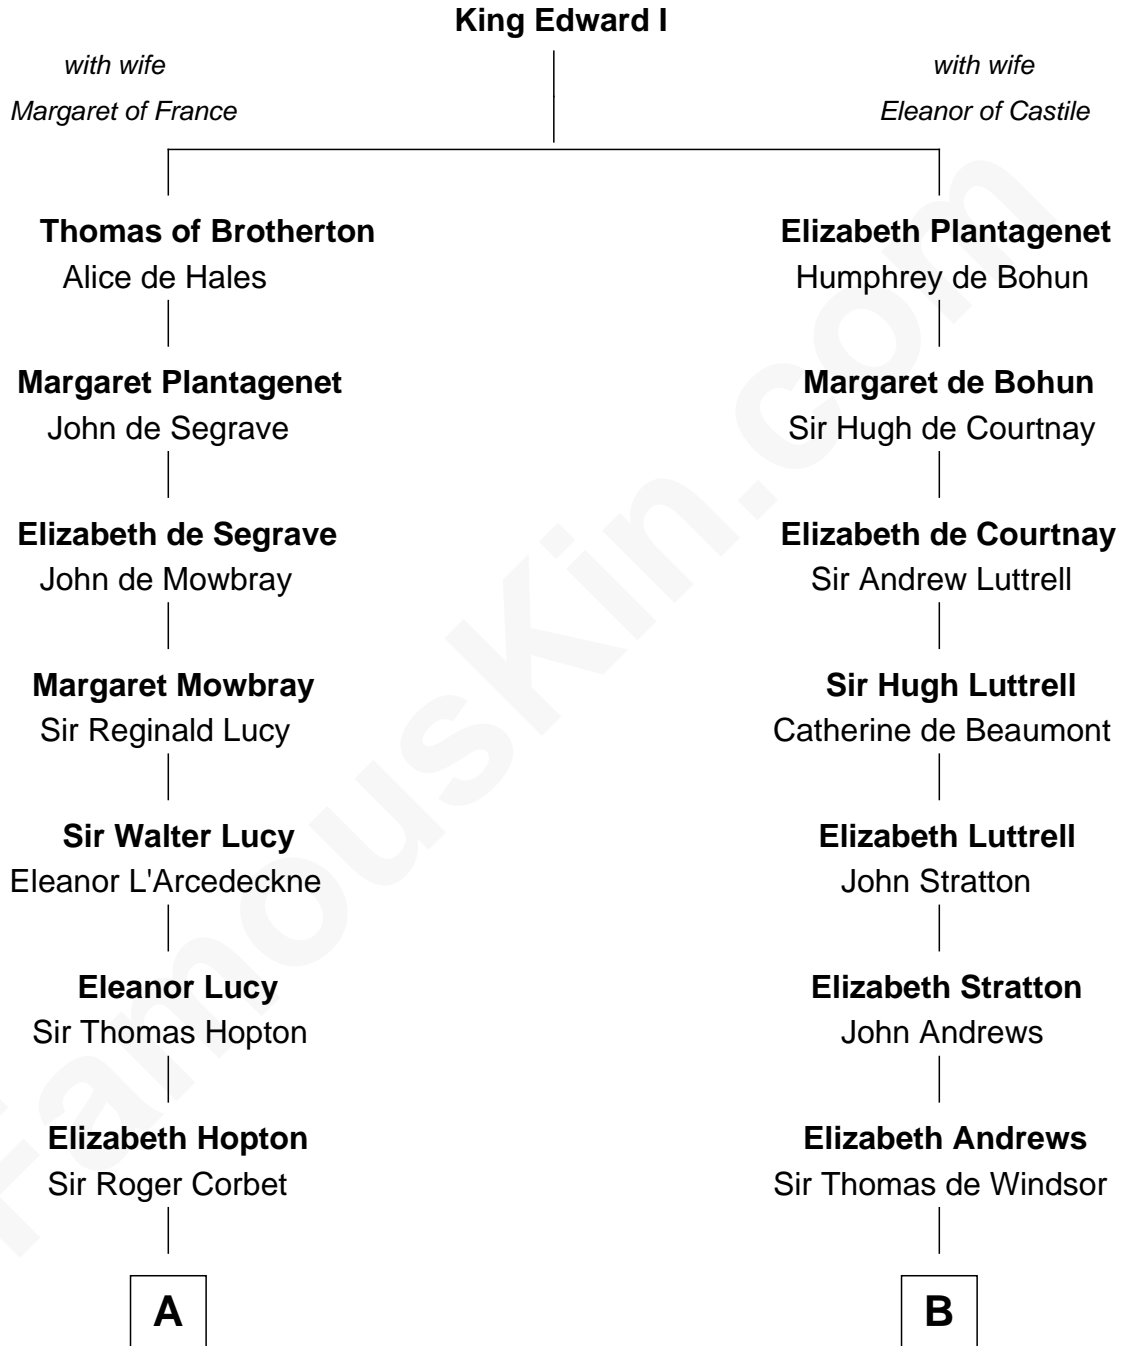 King Edward I
with wife
Margaret of France
with wife
Eleanor of Castile
Thomas of Brotherton
Alice de Hales
Elizabeth Plantagenet
Humphrey de Bohun
Margaret Plantagenet
John de Segrave
Margaret de Bohun
Sir Hugh de Courtnay
Elizabeth de Segrave
John de Mowbray
Elizabeth de Courtnay
Sir Andrew Luttrell
Margaret Mowbray
Sir Reginald Lucy
Sir Hugh Luttrell
Catherine de Beaumont
Sir Walter Lucy
Eleanor L'Arcedeckne
Elizabeth Luttrell
John Stratton
Eleanor Lucy
Sir Thomas Hopton
Elizabeth Stratton
John Andrews
Elizabeth Hopton
Sir Roger Corbet
Elizabeth Andrews
Sir Thomas de Windsor
A
B
FamousKin.com